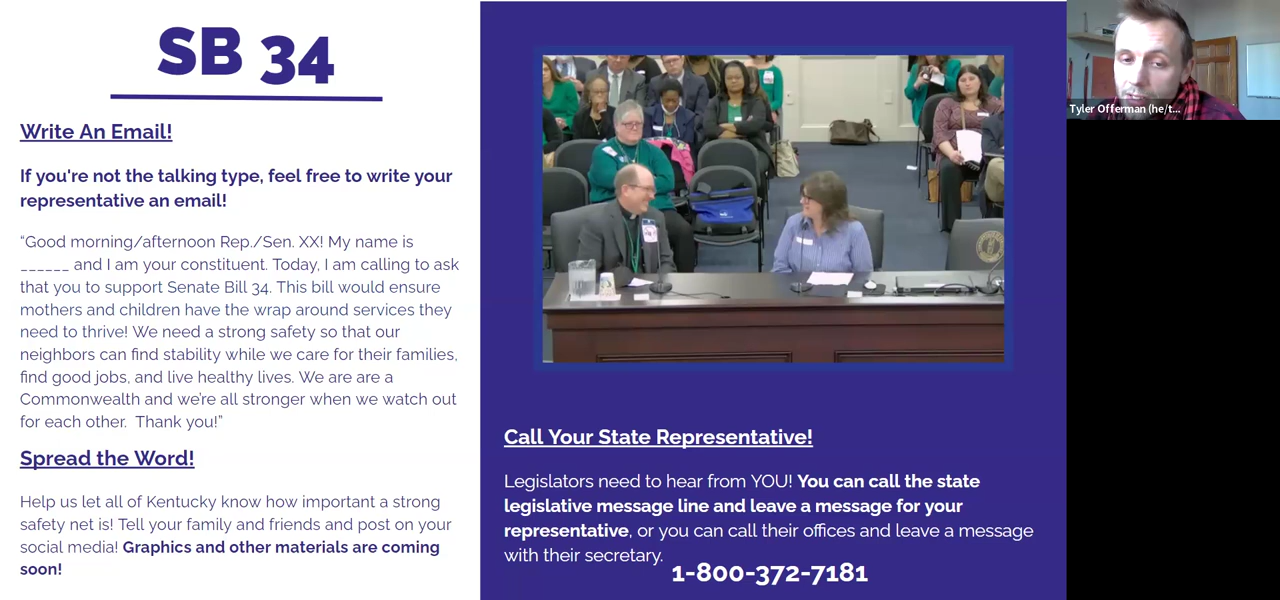 SB 34
Write An Email!
If you're not the talking type, feel free to write your
representative an email!
“Good morning/afternoon Rep./Sen. XX! My name is
______ and I am your constituent. Today, I am calling to ask
that you to support Senate Bill 34. This bill would ensure
mothers and children have the wrap around services they
need to thrive! We need a strong safety so that our
neighbors can find stability while we care for their families,
find good jobs, and live healthy lives. We are are a
Commonwealth and we’re all stronger when we watch out
for each other.  Thank you!”
Spread the Word!
Help us let all of Kentucky know how important a strong
safety net is! Tell your family and friends and post on your
social media! Graphics and other materials are coming
soon!
Call Your State Representative!
Legislators need to hear from YOU! You can call the state
legislative message line and leave a message for your
representative, or you can call their offices and leave a message
with their secretary.
1-800-372-7181
Tyler Offerman (he/t...